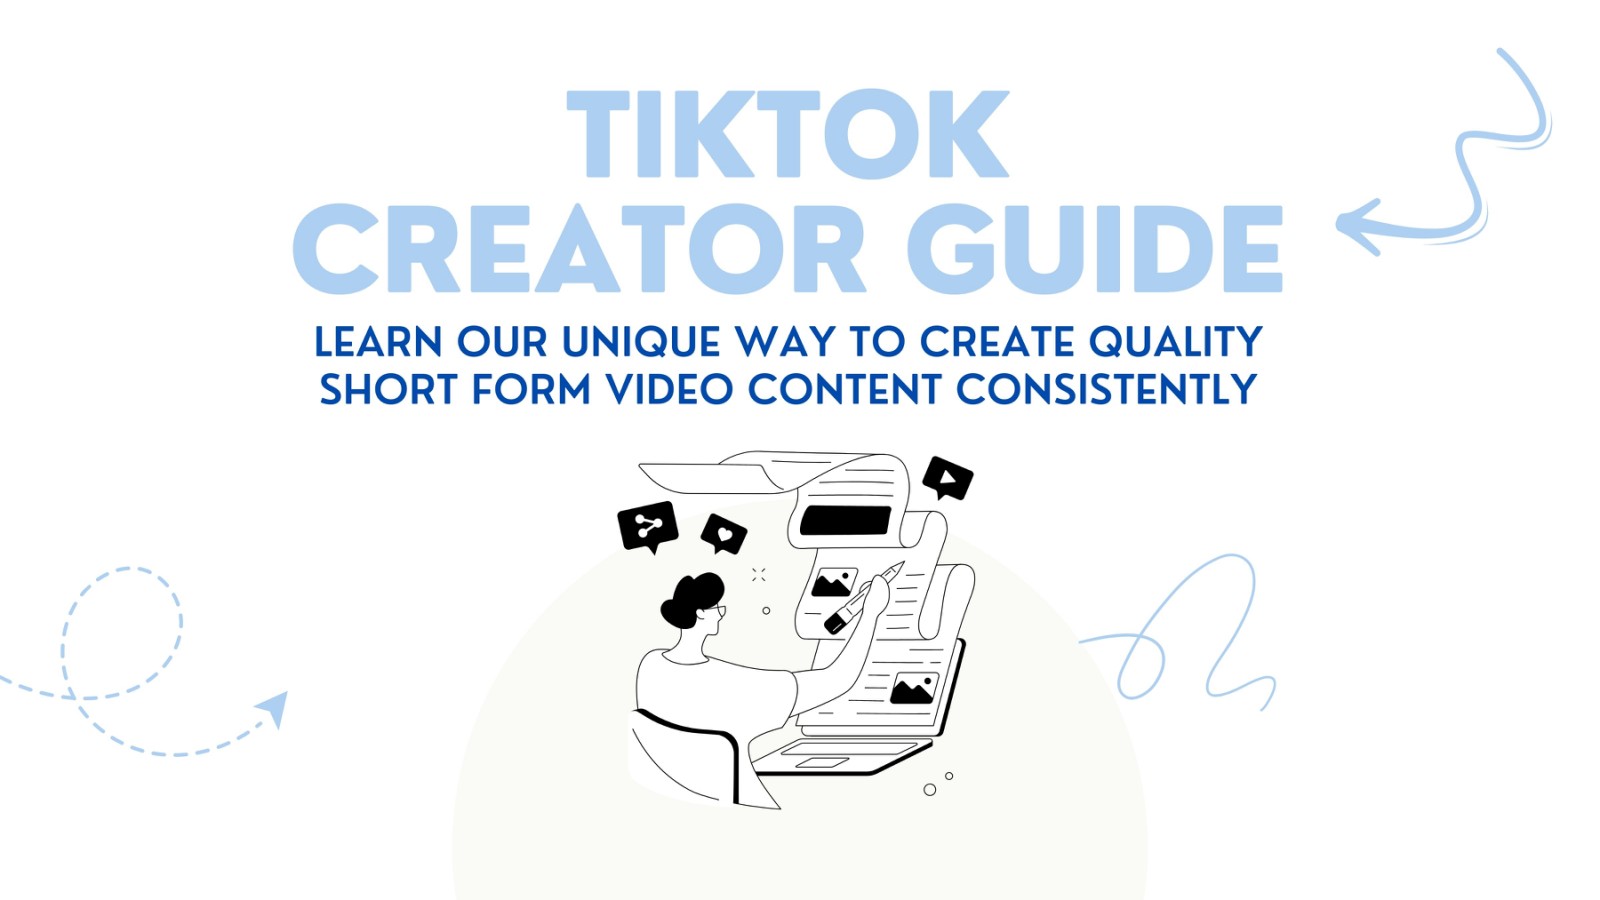 TIKTOK
CREATOR GUIDE
LEARN OUR UNIQUE WAY TO CREATE QUALITY
SHORT FORM VIDEO CONTENT CONSISTENTLY